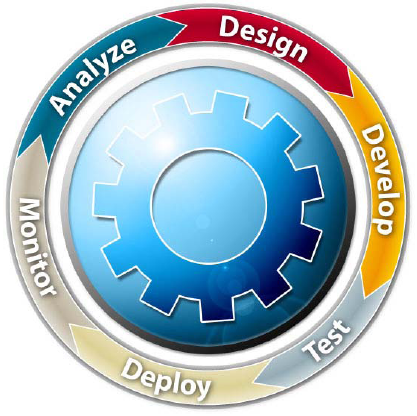 Analyze
Design
Develop
Test
Deploy
Monitor